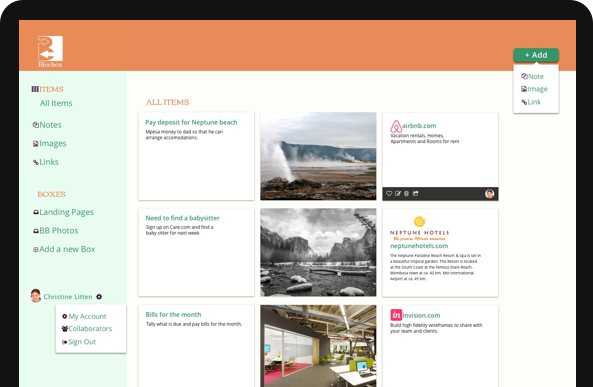 Blocbox
+ Add
Note
Image
Link
ITEMS
All Items
Notes
Images
Links
BOXES
Landing Pages
BB Photos
Add a new Box
Christine Litten
My Account
Collaborators
Sign Out
ALL ITEMS
Pay deposit for Neptune beach
Mpesa money to dad so that he can
arrange accomodations.
airbnb.com
Vacation rentals, Homes,
Apartments and Rooms for rent
Need to find a babysitter
Sign up on Care.com and find a
baby sitter for next week
NEPTUNE HOTELS
neptunehotels.com
The Neptune Paradise Beach Resort & Spa is set in
a beautiful tropical garden. The Resort is located
at the South Coast at the famous Diani Beach.
Mombasa town at ca. 40 km, Moi International
Airport at ca. 45 km.
Bills for the month
Tally what is due and pay bills for the month.
in
Invision.com
Build high fidelity wireframes to share with
your team and clients.